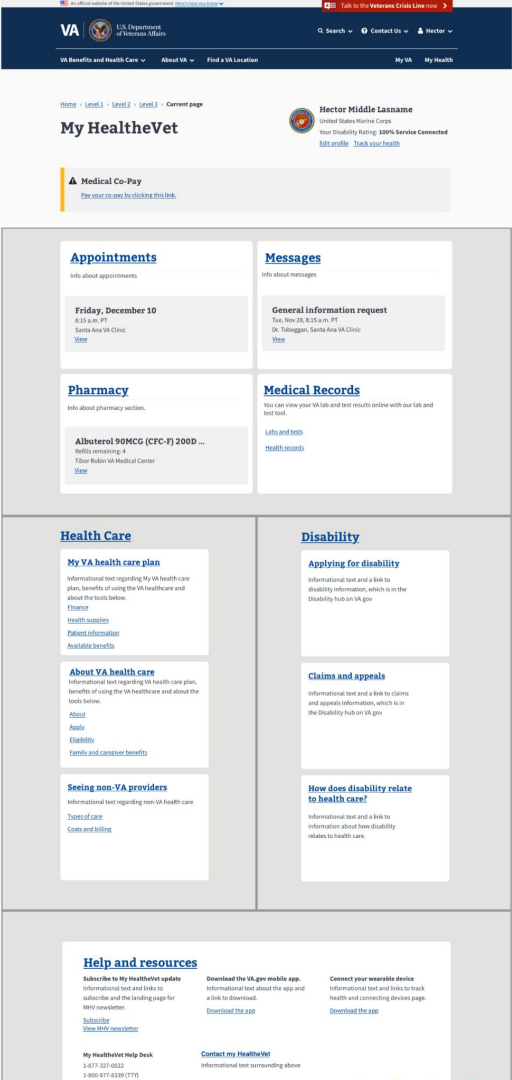 An official website of the United States government. Here's how you know
Talk to the Veterans Crisis Line now
VA
U.S. Department
of Veterans Affairs
Search
Contact Us
Hector
VA Benefits and Health Care
About VA
Find a VA Location
My VA
My Health
Home › Level 1 › Level 2 › Level 3 › Current page
My HealtheVet
Hector Middle Lasname
United States Marine Corps
Your Disability Rating: 100% Service Connected
Edit profile Track your health
Medical Co-Pay
Pay your co-pay by clicking this link.
Appointments
Info about appointments
Friday, December 10
8:15 a.m. PT
Santa Ana VA Clinic
View
Messages
Info about messages
General information request
Tue, Nov 28, 8:15 a.m. PT
Dr. Toboggan, Santa Ana VA Clinic
View
Pharmacy
Info about pharmacy section.
Albuterol 90MCG (CFC-F) 200D ...
Refills remaining: 4
Tibor Rubin VA Medical Center
View
Medical Records
You can view your VA lab and test results online with our lab and
test tool.
Labs and tests
Health records
Health Care
My VA health care plan
Informational text regarding My VA health care
plan, benefits of using the VA healthcare and
about the tools below.
Finance
Health supplies
Patient information
Available benefits
About VA health care
Informational text regarding VA health care plan,
benefits of using the VA healthcare and about the
tools below.
About
Apply
Eligibility
Family and caregiver benefits
Seeing non-VA providers
Informational text regarding non-VA health care
Types of care
Costs and billing
Disability
Applying for disability
Informational text and a link to
disability information, which is in the
Disability hub on VA.gov
Claims and appeals
Informational text and a link to claims
and appeals information, which is in
the Disability hub on VA.gov
How does disability relate
to health care?
Informational text and a link to
information about how disability
relates to health care.
Help and resources
Subscribe to My HealtheVet update
Informational text and links to
subscribe and the landing page for
MHV newsletter.
Subscribe
View MHV newsletter
Download the VA.gov mobile app.
Informational text about the app and
a link to download.
Download the app
Connect your wearable device
Informational text and links to track
health and connecting devices page.
Download the app
My HealtheVet Help Desk
1-877-327-0022
1-800-877-8339 (TTY)
Contact my HealtheVet
Informational text surrounding above